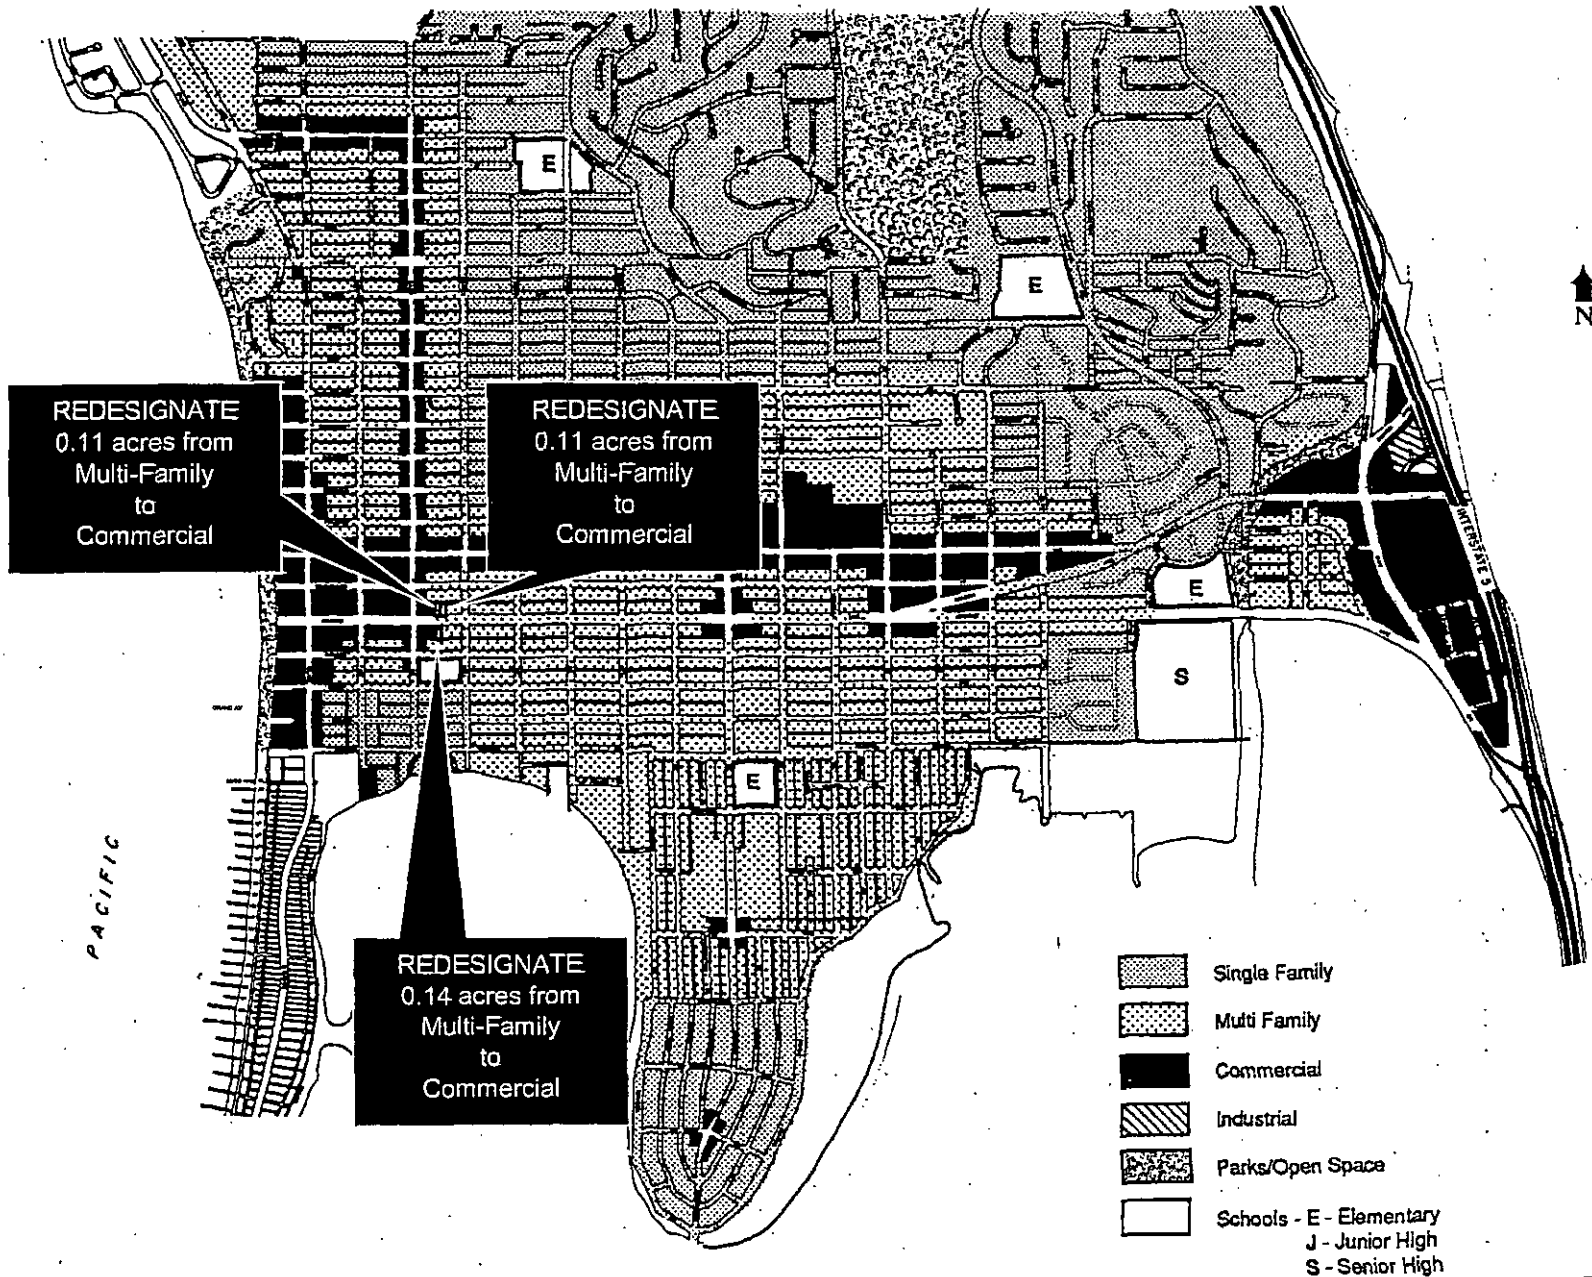 E
E
N
REDESIGNATE
0.11 acres from
Multi-Family
to
Commercial
REDESIGNATE
0.11 acres from
Multi-Family
to
Commercial
INTERSTATE 5
E
S
E
PACIFIC
REDESIGNATE
0.14 acres from
Multi-Family
to
Commercial
Single Family
Multi Family
Commercial
Industrial
Parks/Open Space
Schools - E - Elementary
J - Junior High
S - Senior High